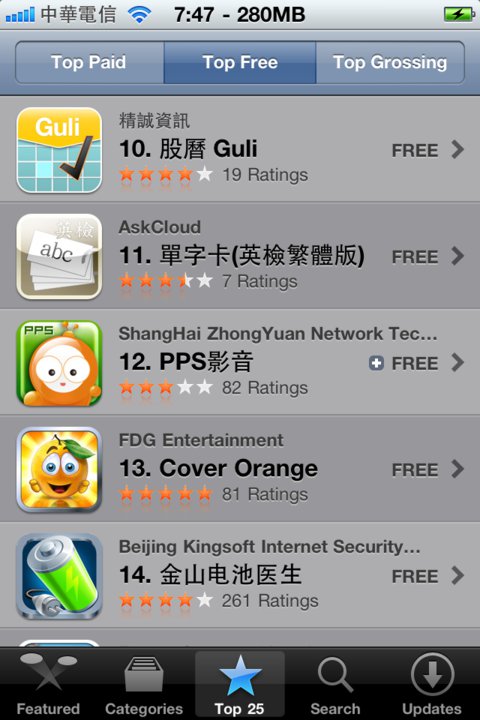 中華電信 7:47 - 280MB
Top Paid Top Free Top Grossing
Guli
精誠資訊
10. 股曆 Guli FREE
19 Ratings
英檢
abc
AskCloud
11. 單字卡(英檢繁體版) FREE
7 Ratings
PPS
ShangHai ZhongYuan Network Tec...
12. PPS影音 FREE
82 Ratings
FDG Entertainment
13. Cover Orange FREE
81 Ratings
Beijing Kingsoft Internet Security...
14. 金山电池医生 FREE
261 Ratings
Featured Categories Top 25 Search Updates